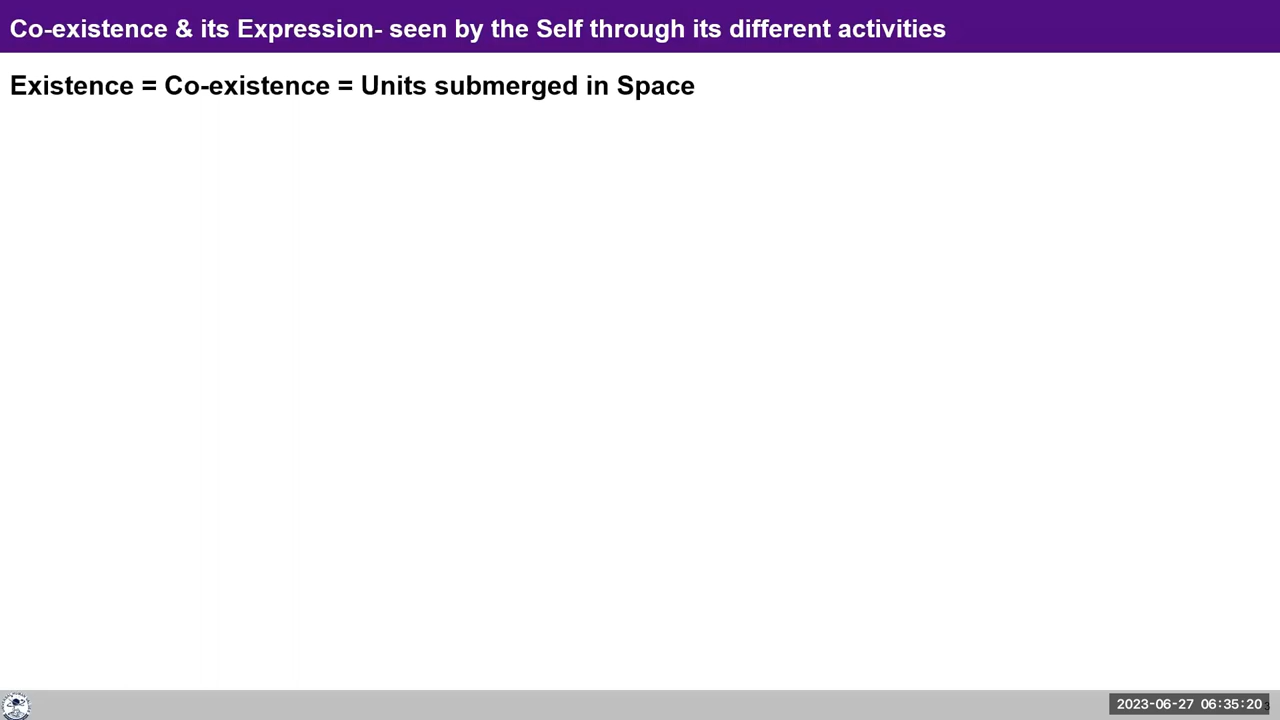 Co-existence & its Expression- seen by the Self through its different activities
Existence = Co-existence = Units submerged in Space
2023-06-27 06:35:20
3